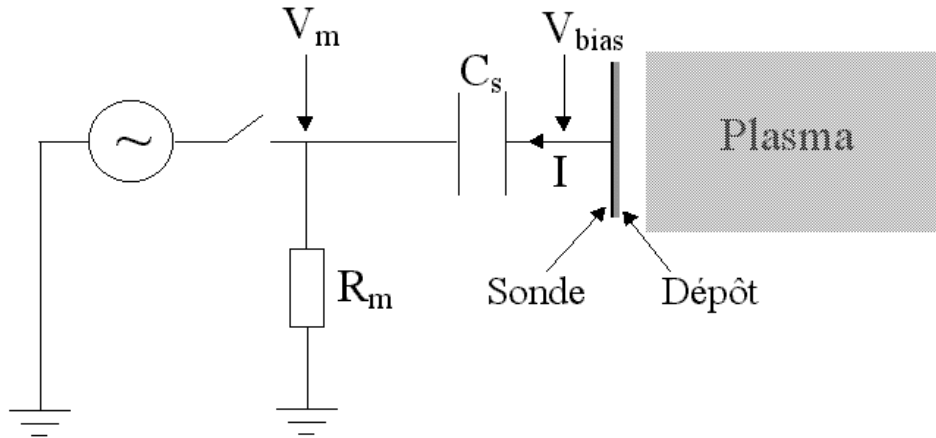 V_m
V_bias
C_s
~
Plasma
I
R_m
Sonde
Dépôt